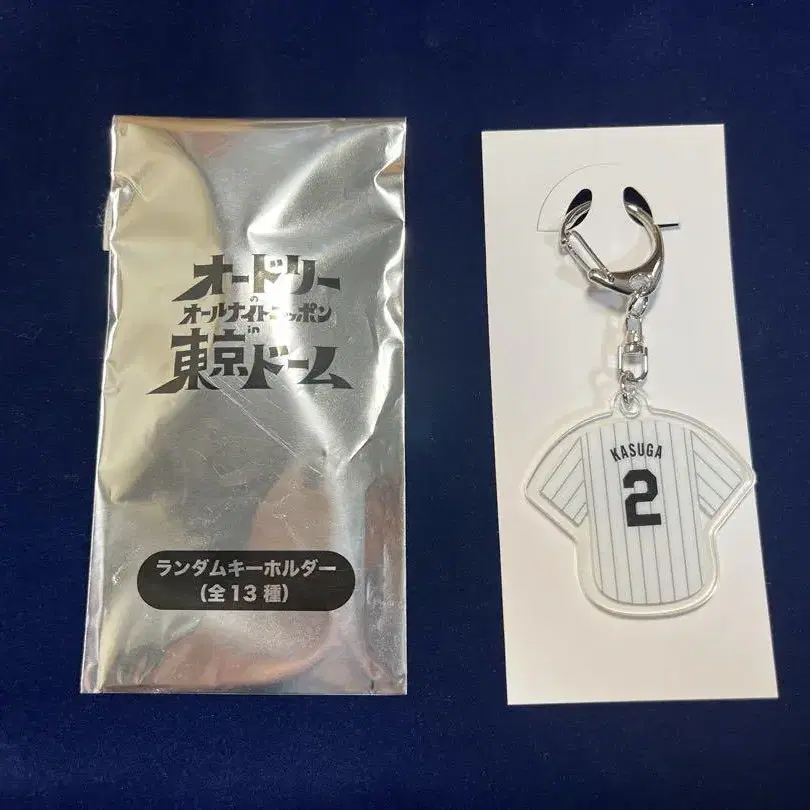 オードリー
の
オールナイトニッポン
in
東京ドーム
ランダムキーホルダー
（全13種）
KASUGA
2